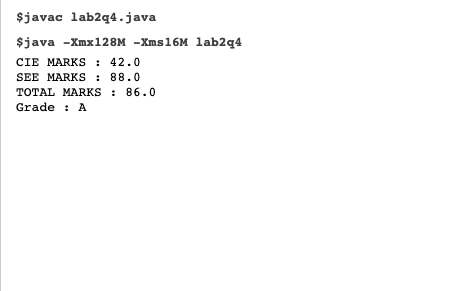 $javac lab2q4.java
$java -Xmx128M -Xms16M lab2q4
CIE MARKS : 42.0
SEE MARKS : 88.0
TOTAL MARKS : 86.0
Grade : A